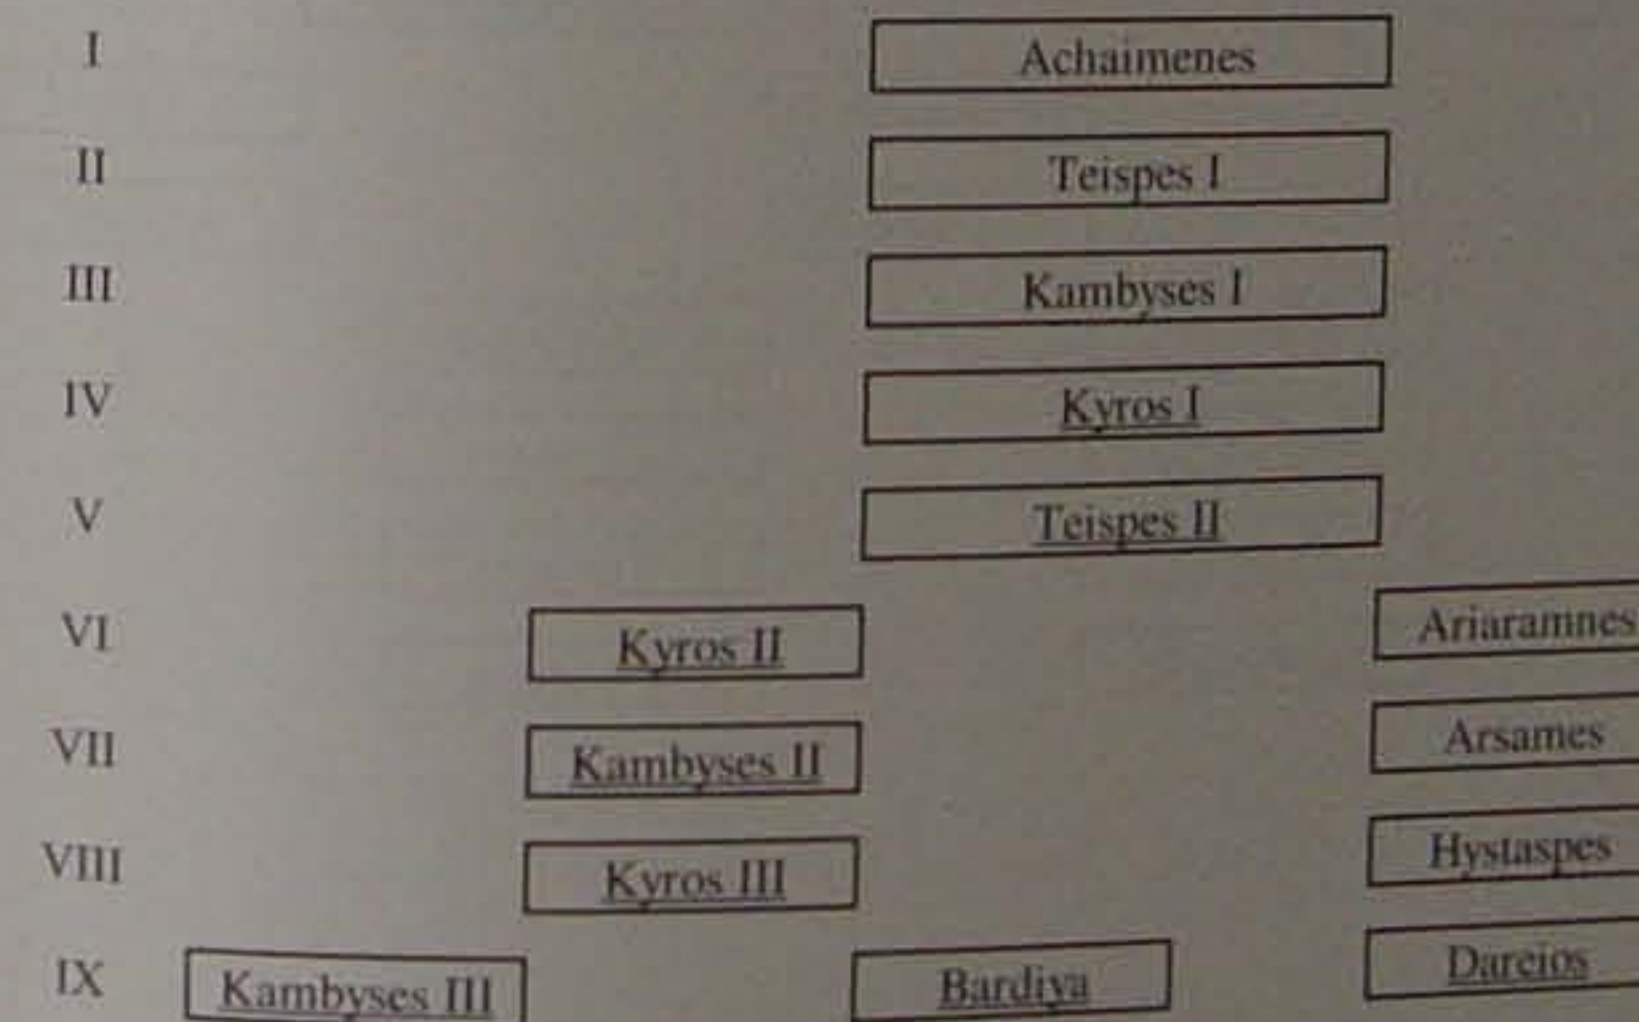 I Achaimenes
II Teispes I
III Kambyses I
IV Kyros I
V Teispes II
VI Kyros II Ariaramnes
VII Kambyses II Arsames
VIII Kyros III Hystaspes
IX Kambyses III Bardiya Dareios